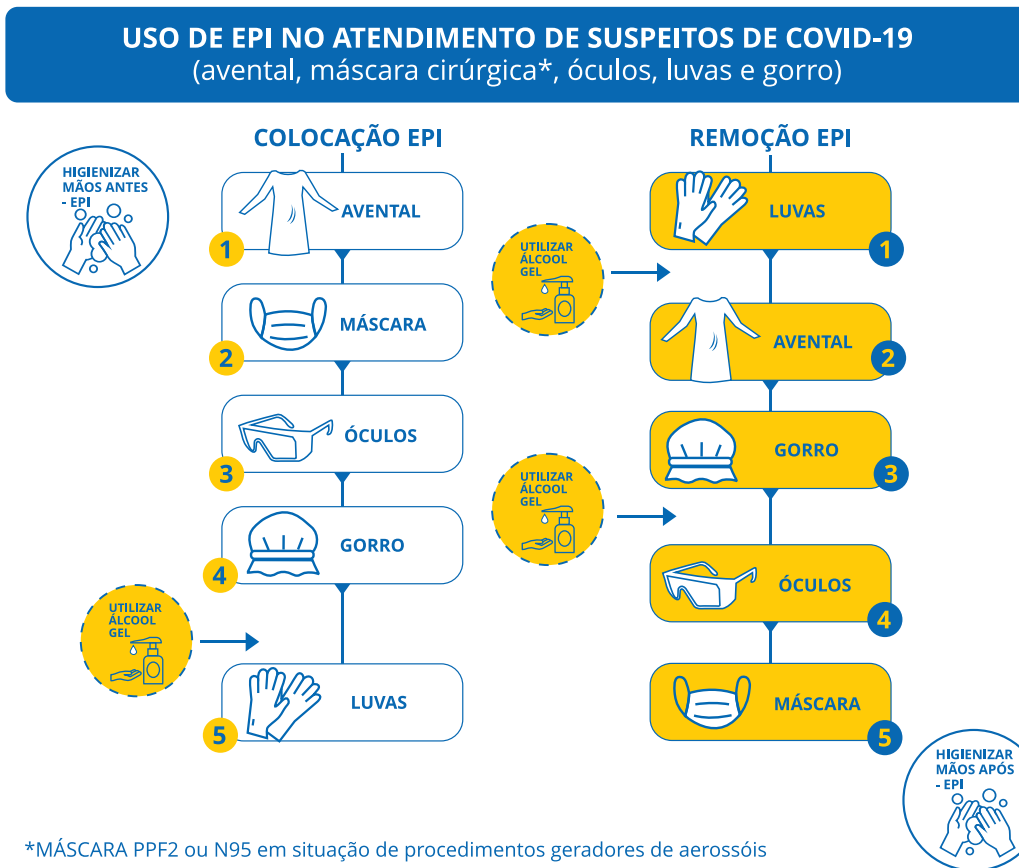 USO DE EPI NO ATENDIMENTO DE SUSPEITOS DE COVID-19
(avental, máscara cirúrgica*, óculos, luvas e gorro)
COLOCAÇÃO EPI
HIGIENIZAR
MÃOS ANTES
- EPI
AVENTAL
1
MÁSCARA
2
ÓCULOS
3
GORRO
4
UTILIZAR
ÁLCOOL
GEL
LUVAS
5
REMOÇÃO EPI
LUVAS
1
UTILIZAR
ÁLCOOL
GEL
AVENTAL
2
GORRO
3
UTILIZAR
ÁLCOOL
GEL
ÓCULOS
4
MÁSCARA
5
HIGIENIZAR
MÃOS APÓS
- EPI
*MÁSCARA PPF2 ou N95 em situação de procedimentos geradores de aerossóis